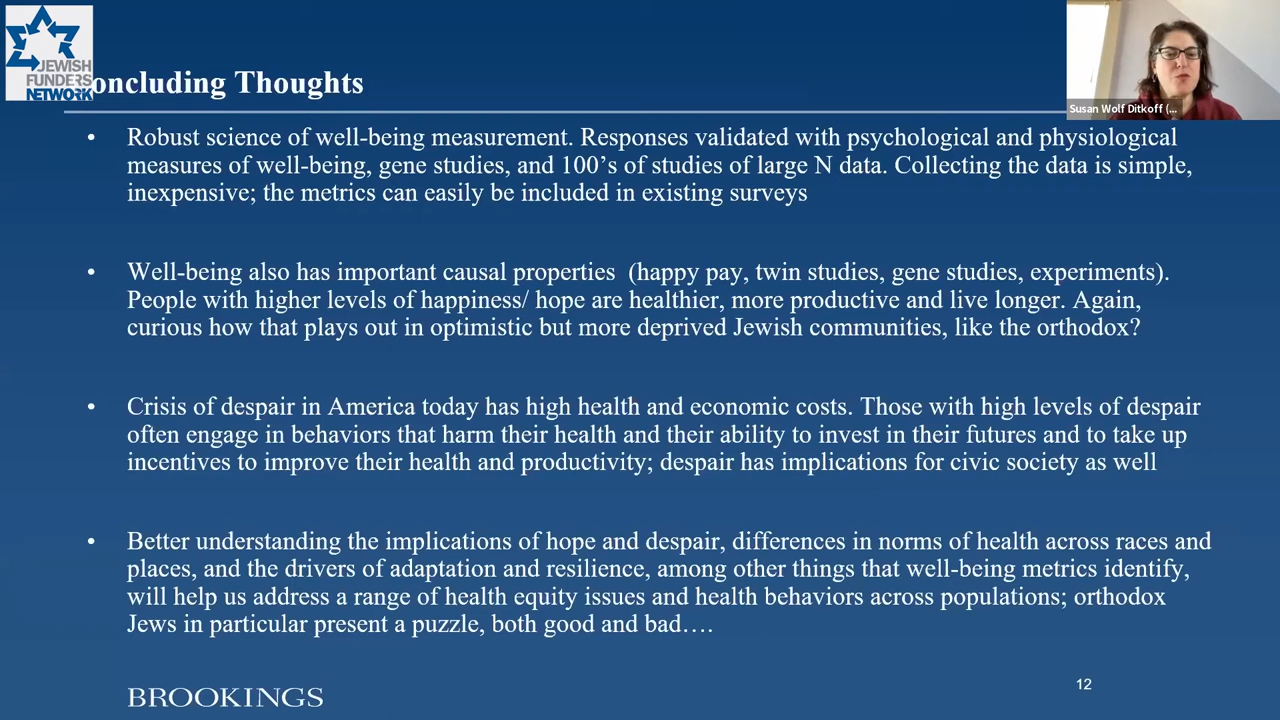 JEWISH
FUNDERS
NETWORK
oncluding Thoughts
Susan Wolf Ditkoff (...
• Robust science of well-being measurement. Responses validated with psychological and physiological
measures of well-being, gene studies, and 100’s of studies of large N data. Collecting the data is simple,
inexpensive; the metrics can easily be included in existing surveys
• Well-being also has important causal properties  (happy pay, twin studies, gene studies, experiments).
People with higher levels of happiness/ hope are healthier, more productive and live longer. Again,
curious how that plays out in optimistic but more deprived Jewish communities, like the orthodox?
• Crisis of despair in America today has high health and economic costs. Those with high levels of despair
often engage in behaviors that harm their health and their ability to invest in their futures and to take up
incentives to improve their health and productivity; despair has implications for civic society as well
• Better understanding the implications of hope and despair, differences in norms of health across races and
places, and the drivers of adaptation and resilience, among other things that well-being metrics identify,
will help us address a range of health equity issues and health behaviors across populations; orthodox
Jews in particular present a puzzle, both good and bad….
BROOKINGS
12